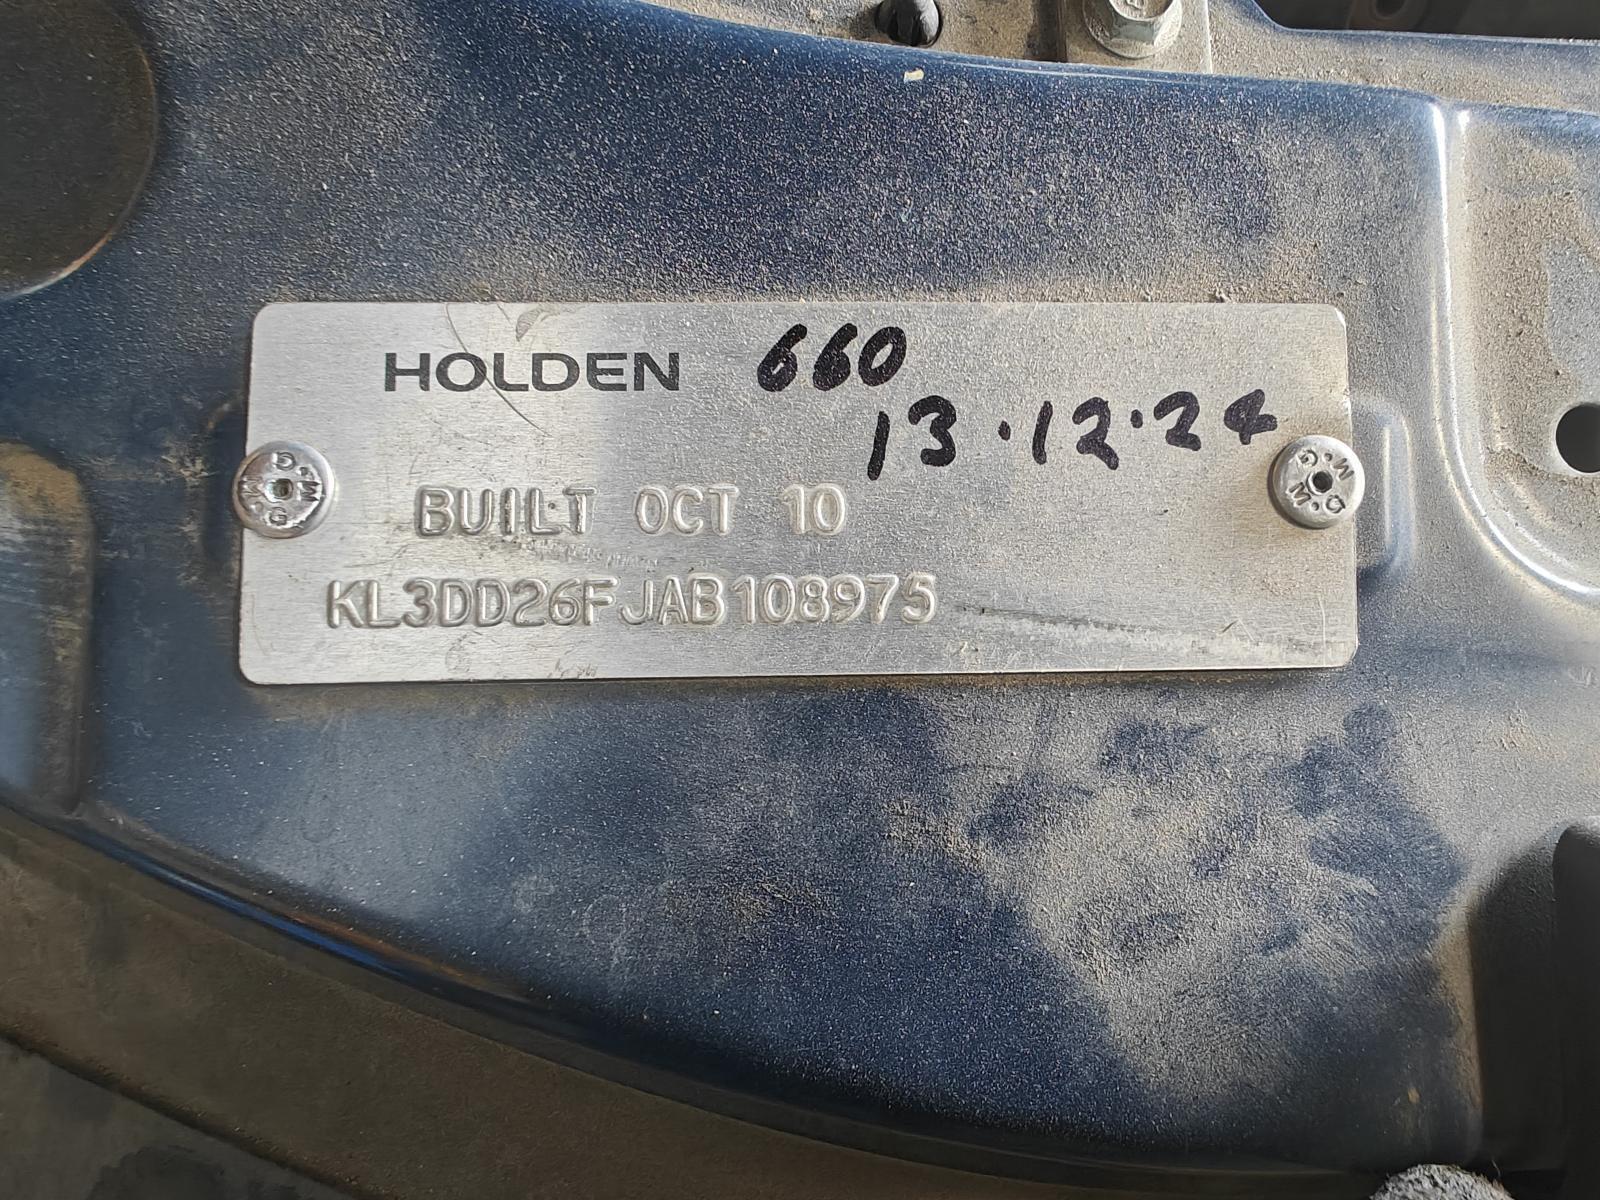 HOLDEN 660
13.12.24
BUILT OCT 10
KL3DD26FJAB108975
G.M G.M
G.M G.M